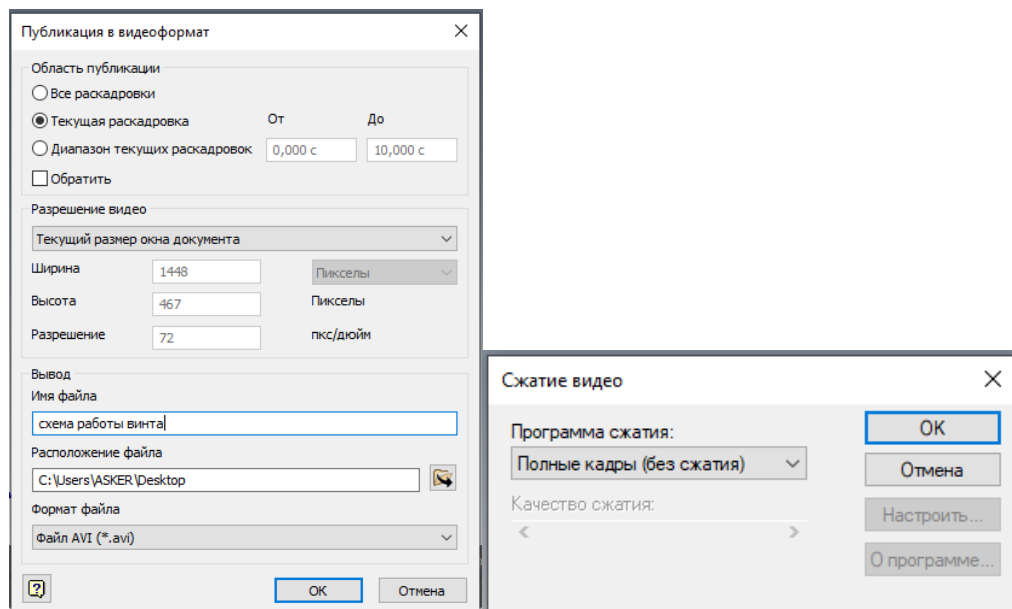 Публикация в видеоформат
Область публикации
Все раскадровки
Текущая раскадровка От До
Диапазон текущих раскадровок 0,000 с 10,000 с
Обратить
Разрешение видео
Текущий размер окна документа
Ширина 1448 Пикселы
Высота 467 Пикселы
Разрешение 72 пкс/дюйм
Вывод
Имя файла
схема работы винта
Расположение файла
C:\Users\ASKER\Desktop
Формат файла
Файл AVI (*.avi)
ОК Отмена
Сжатие видео
Программа сжатия: ОК
Полные кадры (без сжатия) Отмена
Качество сжатия: Настроить...
О программе...